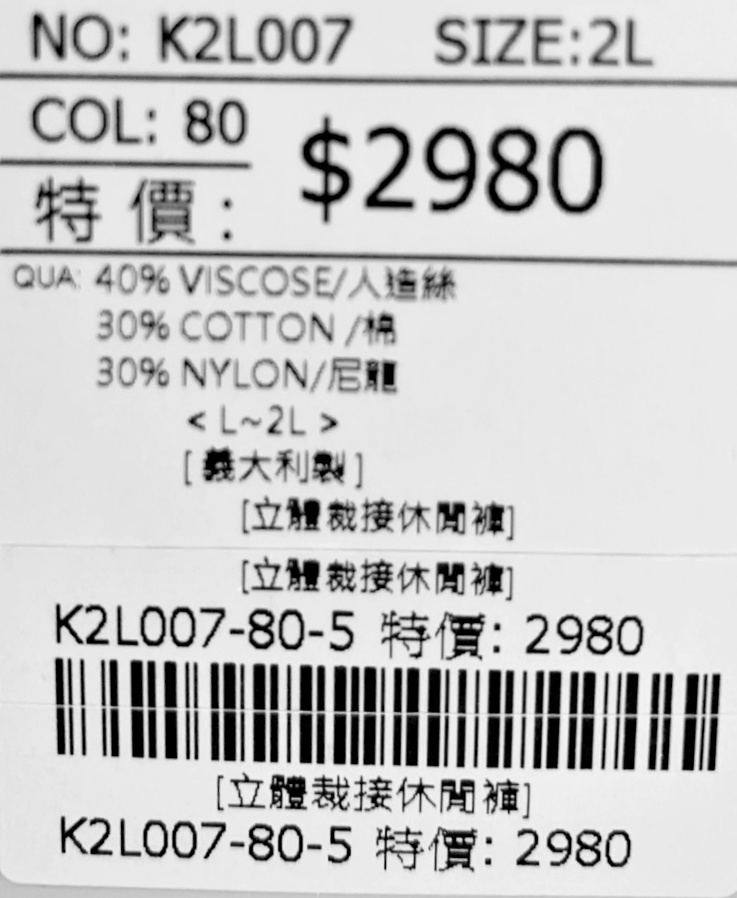 NO: K2L007 SIZE:2L
COL: 80
$2980
特價:
QUA: 40% VISCOSE/人造絲
30% COTTON /棉
30% NYLON/尼龍
< L~2L >
[ 義大利製 ]
[立體裁接休閒褲]
[立體裁接休閒褲]
K2L007-80-5 特價: 2980
[立體裁接休閒褲]
K2L007-80-5 特價: 2980